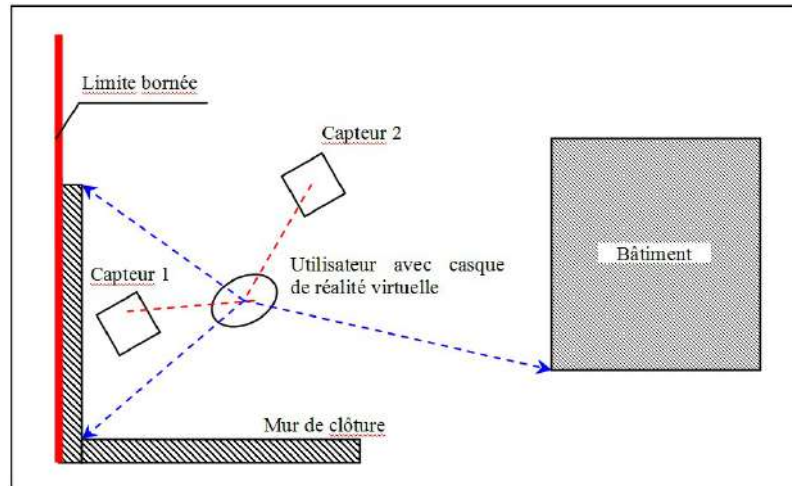 Limite bornée
Capteur 2
Capteur 1
Utilisateur avec casque
de réalité virtuelle
Bâtiment
Mur de clôture